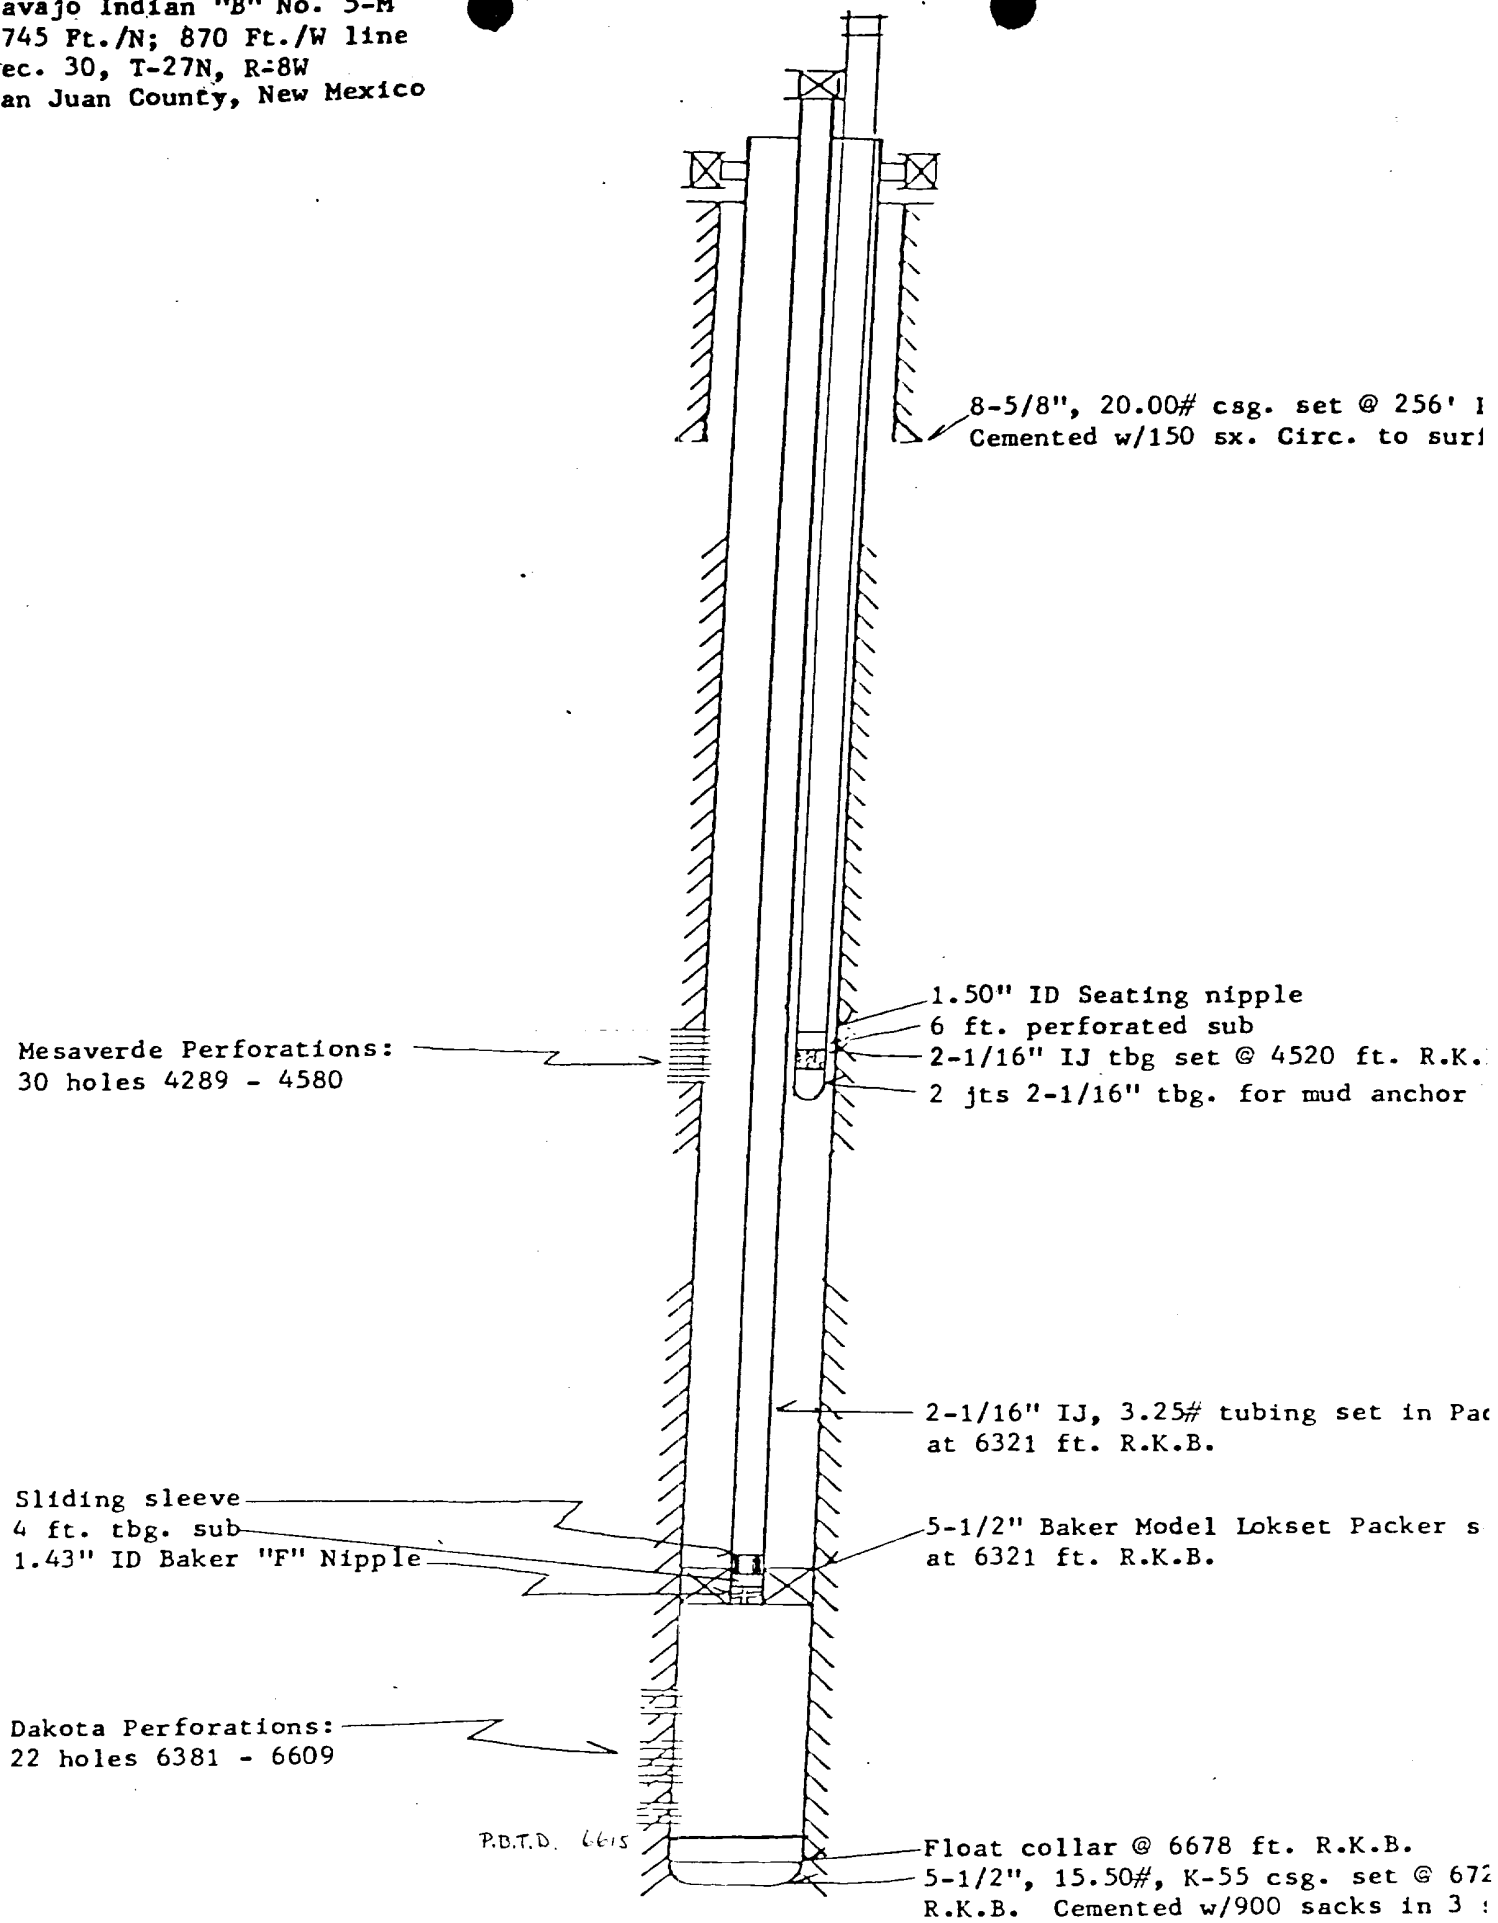 avajo Indian "B" No. 5-M
745 Ft./N; 870 Ft./W line
ec. 30, T-27N, R-8W
an Juan County, New Mexico
8-5/8", 20.00# csg. set @ 256'
Cemented w/150 sx. Circ. to
1.50" ID Seating nipple
6 ft. perforated sub
2-1/16" IJ tbg set @ 4520 ft. R.K.
2 jts 2-1/16" tbg. for mud anchor
Mesaverde Perforations:
30 holes 4289 - 4580
2-1/16" IJ, 3.25# tubing set in
at 6321 ft. R.K.B.
Sliding sleeve
4 ft. tbg. sub
1.43" ID Baker "F" Nipple
5-1/2" Baker Model Lokset Packer s
at 6321 ft. R.K.B.
Dakota Perforations:
22 holes 6381 - 6609
P.B.T.D. 6615
Float collar @ 6678 ft. R.K.B.
5-1/2", 15.50#, K-55 csg. set @ 672
R.K.B. Cemented w/900 sacks in 3